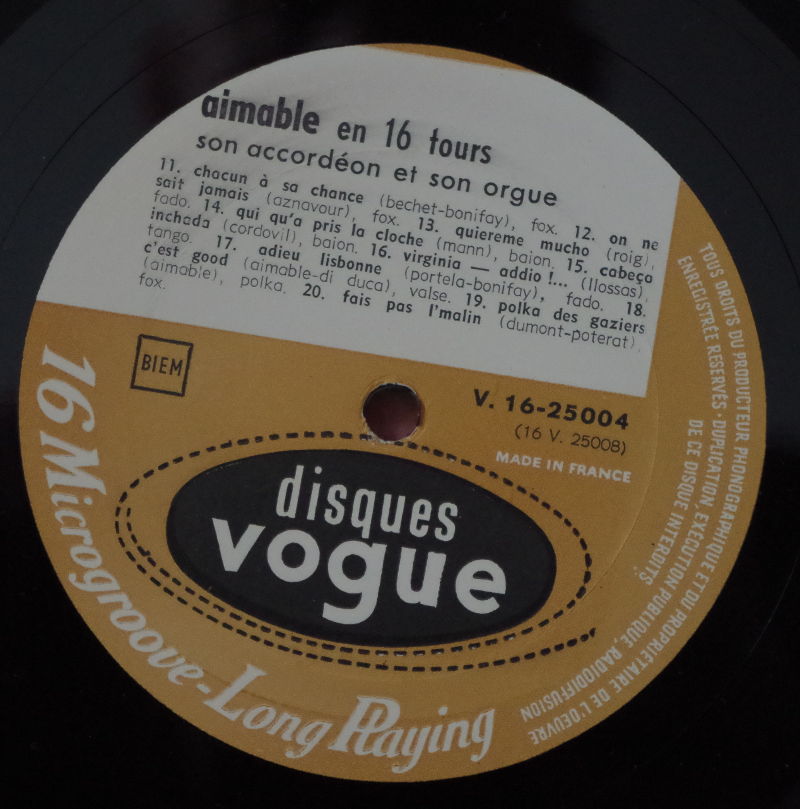 aimable en 16 tours
son accordéon et son orgue
11. chacun à sa chance (bechet-bonifay), fox. 12. on ne
sait jamais (aznavour), fox. 13. quiereme mucho (roig),
fado. 14. qui qu'a pris la cloche (mann), baion. 15. cabeça
inchada (cordovil), baion. 16. virginia — addio !... (llossas),
tango. 17. adieu lisbonne (portela-bonifay), fado. 18.
c'est good (aimable-di duca), valse. 19. polka des gaziers
(aimable), polka. 20. fais pas l'malin (dumont-poterat),
fox.
BIEM
V. 16-25004
(16 V. 25008)
MADE IN FRANCE
disques
vogue
16 Microgroove-Long Playing
TOUS DROITS DU PRODUCTEUR PHONOGRAPHIQUE ET DU PROPRIÉTAIRE DE L'OEUVRE
ENREGISTRÉE RESERVÉS · DUPLICATION, EXÉCUTION PUBLIQUE, RADIODIFFUSION
DE CE DISQUE INTERDITS